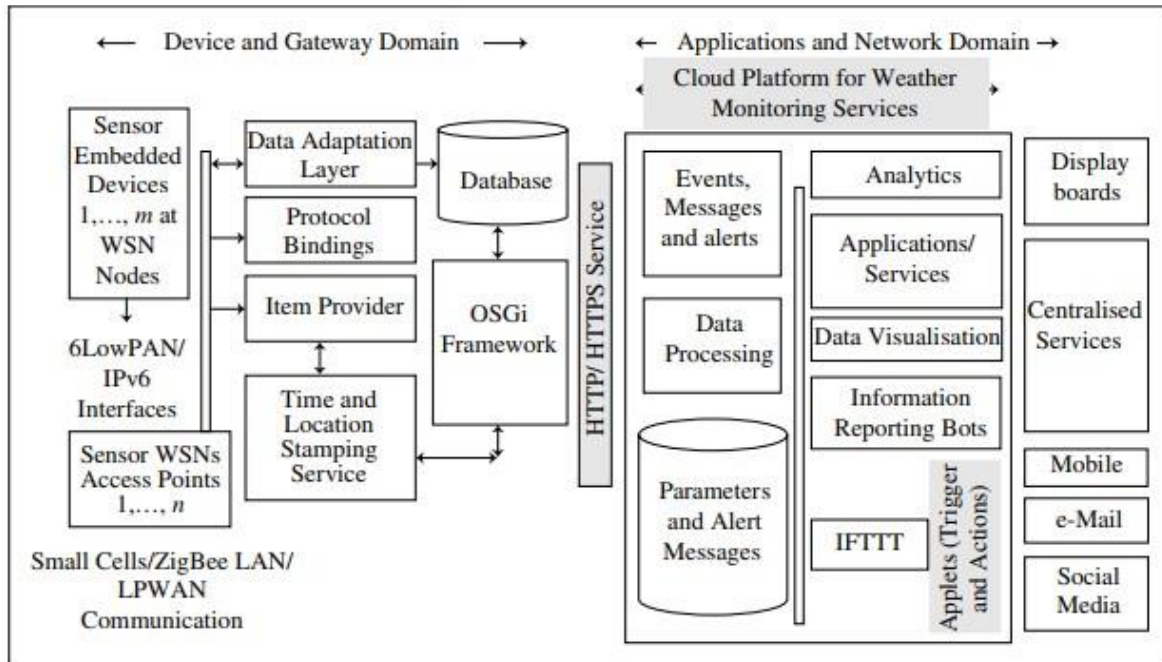 Device and Gateway Domain
Applications and Network Domain
Cloud Platform for Weather
Monitoring Services
Sensor
Embedded
Devices
1,..., m at
WSN
Nodes
6LowPAN/
IPv6
Interfaces
Sensor WSNs
Access Points
1,..., n
Small Cells/ZigBee LAN/
LPWAN
Communication
Data Adaptation
Layer
Protocol
Bindings
Item Provider
Time and
Location
Stamping
Service
Database
OSGi
Framework
HTTP/ HTTPS Service
Events,
Messages
and alerts
Data
Processing
Parameters
and Alert
Messages
Analytics
Applications/
Services
Data Visualisation
Information
Reporting Bots
IFTTT
Applets (Trigger
and Actions)
Display
boards
Centralised
Services
Mobile
e-Mail
Social
Media